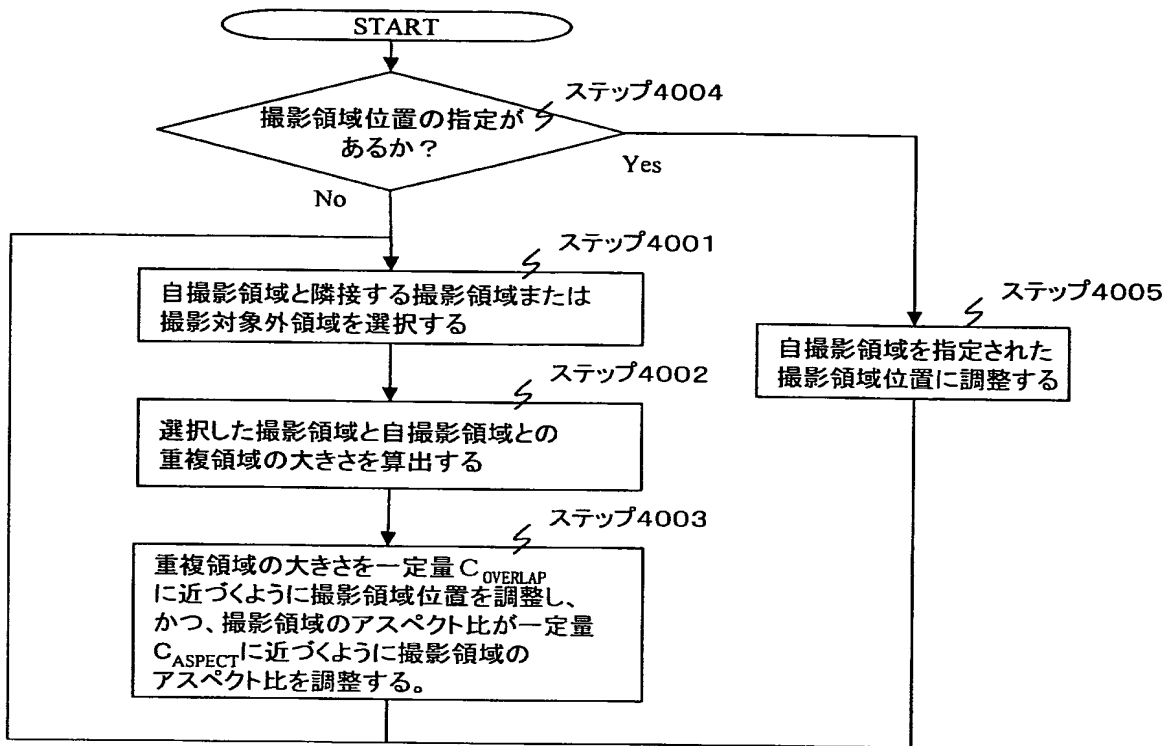 START
ステップ4004
撮影領域位置の指定が
あるか？
Yes
No
ステップ4001
自撮影領域と隣接する撮影領域または
撮影対象外領域を選択する
ステップ4005
自撮影領域を指定された
撮影領域位置に調整する
ステップ4002
選択した撮影領域と自撮影領域との
重複領域の大きさを算出する
ステップ4003
重複領域の大きさを一定量 C OVERLAP
に近づくように撮影領域位置を調整し、
かつ、撮影領域のアスペクト比が一定量
C ASPECTに近づくように撮影領域の
アスペクト比を調整する。